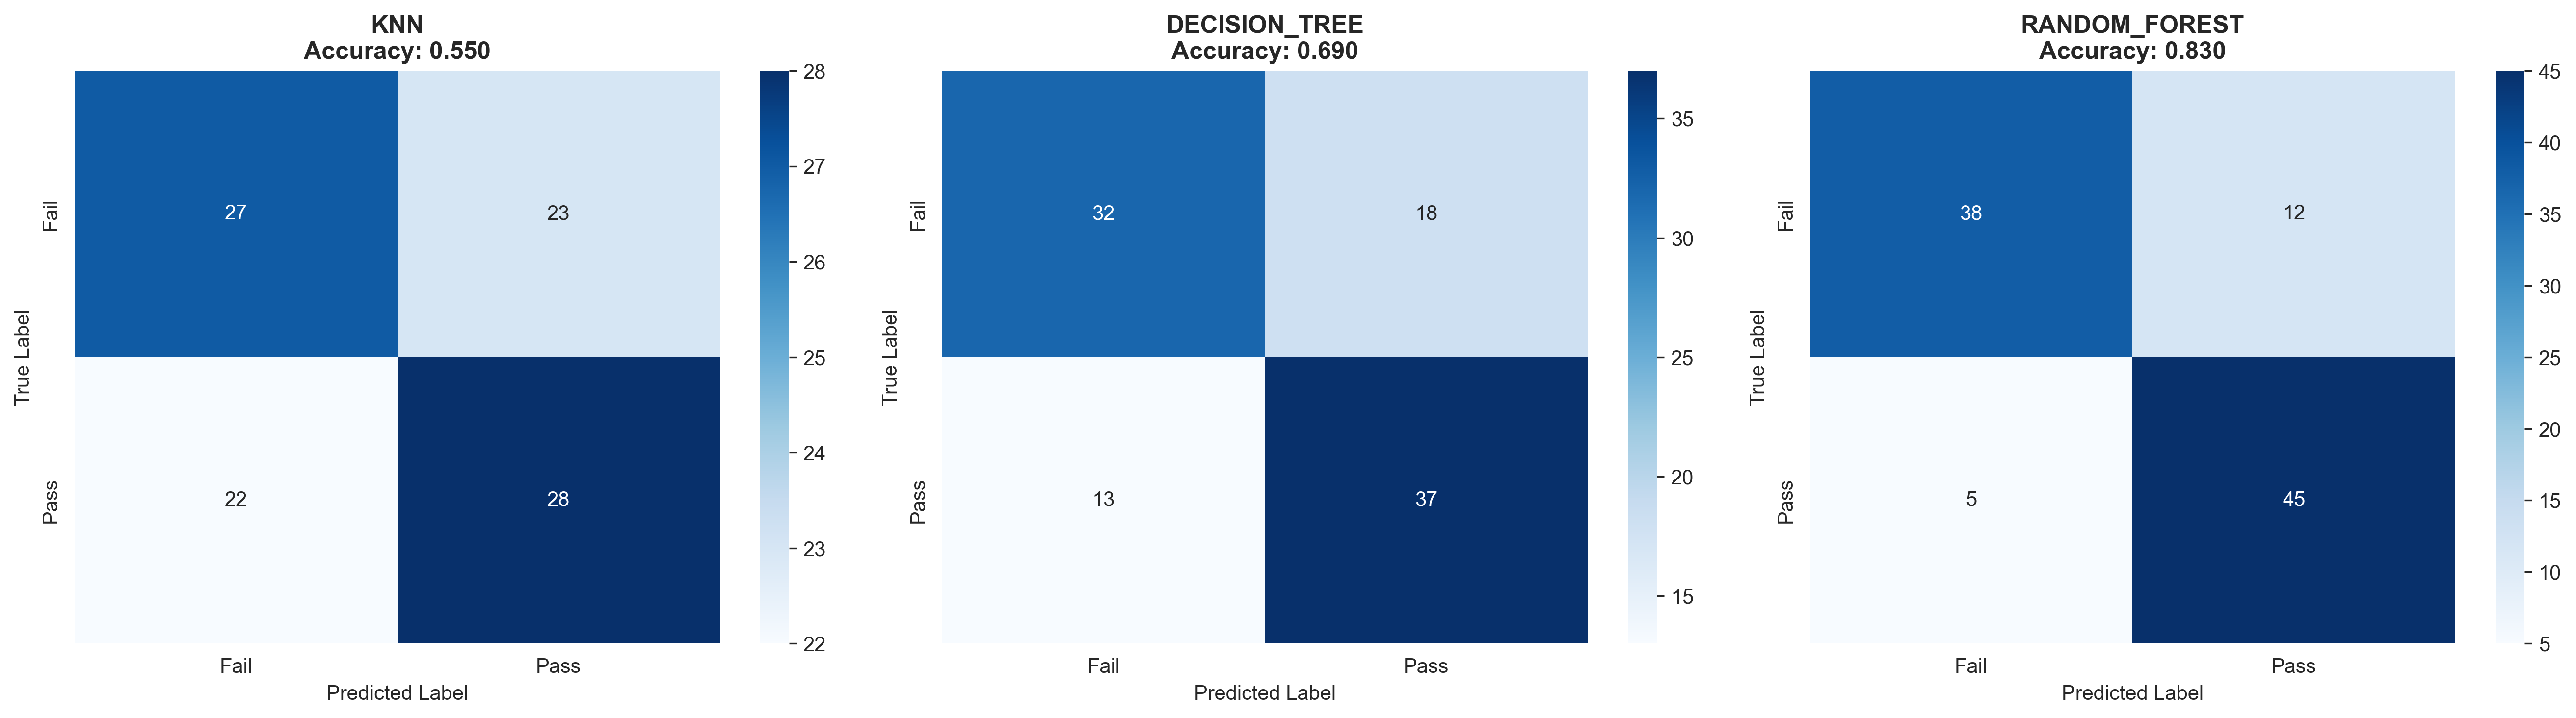 KNN
Accuracy: 0.550
True Label
Fail
Pass
27
23
22
28
Fail
Pass
Predicted Label
28
27
26
25
24
23
22
DECISION_TREE
Accuracy: 0.690
True Label
Fail
Pass
32
18
13
37
Fail
Pass
Predicted Label
35
30
25
20
15
RANDOM_FOREST
Accuracy: 0.830
True Label
Fail
Pass
38
12
5
45
Fail
Pass
Predicted Label
45
40
35
30
25
20
15
10
5